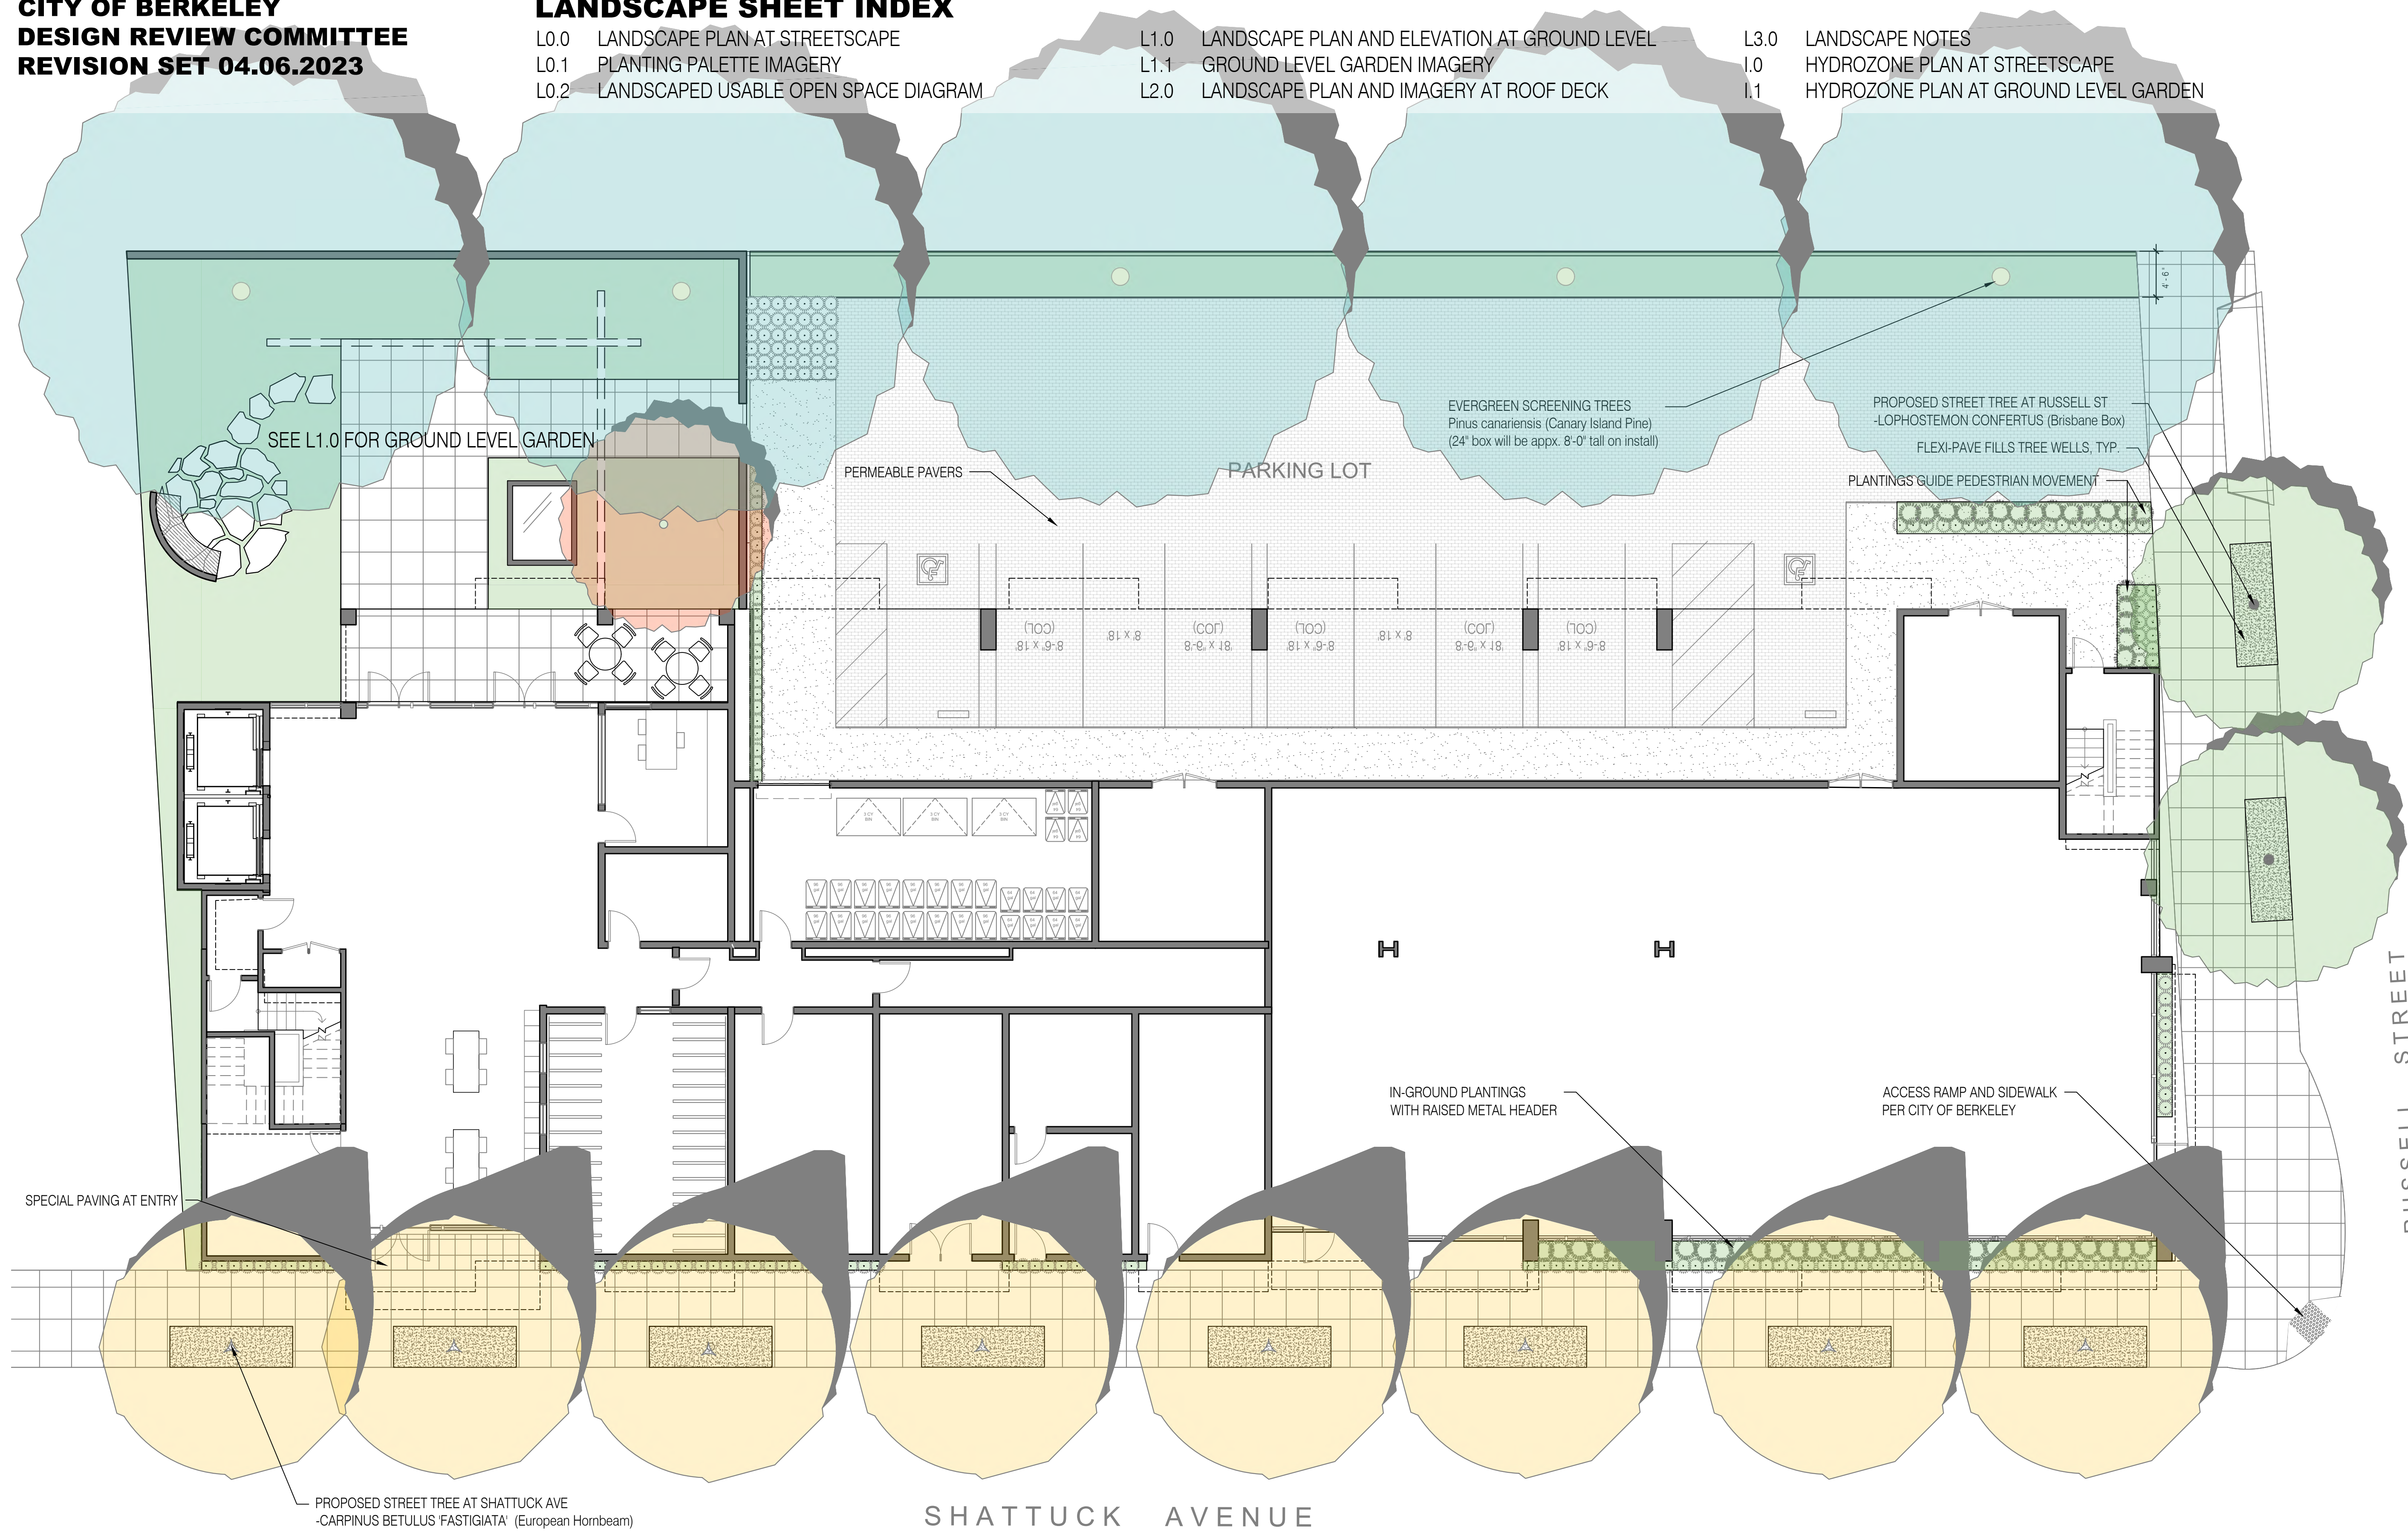 CITY OF BERKELEY
DESIGN REVIEW COMMITTEE
REVISION SET 04.06.2023
LANDSCAPE SHEET INDEX
L0.0 LANDSCAPE PLAN AT STREETSCAPE
L0.1 PLANTING PALETTE IMAGERY
L0.2 LANDSCAPED USABLE OPEN SPACE DIAGRAM
L1.0 LANDSCAPE PLAN AND ELEVATION AT GROUND LEVEL
L1.1 GROUND LEVEL GARDEN IMAGERY
L2.0 LANDSCAPE PLAN AND IMAGERY AT ROOF DECK
L3.0 LANDSCAPE NOTES
I.0 HYDROZONE PLAN AT STREETSCAPE
I.1 HYDROZONE PLAN AT GROUND LEVEL GARDEN
4'-6"
SEE L1.0 FOR GROUND LEVEL GARDEN
PERMEABLE PAVERS
PARKING LOT
EVERGREEN SCREENING TREES
Pinus canariensis (Canary Island Pine)
(24" box will be appx. 8'-0" tall on install)
PROPOSED STREET TREE AT RUSSELL ST
-LOPHOSTEMON CONFERTUS (Brisbane Box)
FLEXI-PAVE FILLS TREE WELLS, TYP.
PLANTINGS GUIDE PEDESTRIAN MOVEMENT
8'-6" x 18'
(COL)
8' x 18'
8'-6" x 18'
(COL)
8'-6" x 18'
(COL)
8' x 18'
8'-6" x 18'
(COL)
8'-6" x 18'
(COL)
3 CY
BIN
3 CY
BIN
3 CY
BIN
IN-GROUND PLANTINGS
WITH RAISED METAL HEADER
ACCESS RAMP AND SIDEWALK
PER CITY OF BERKELEY
RUSSELL STREET
SPECIAL PAVING AT ENTRY
PROPOSED STREET TREE AT SHATTUCK AVE
-CARPINUS BETULUS 'FASTIGIATA' (European Hornbeam)
SHATTUCK AVENUE